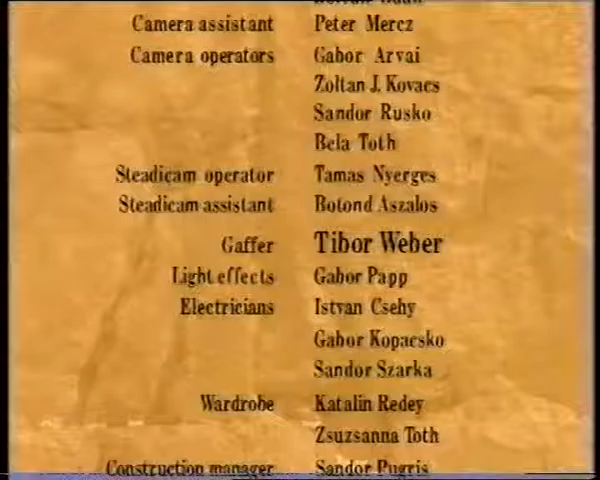 Camera assistant Peter Mercz
Camera operators Gabor Arvai
Zoltan J. Kovacs
Sandor Rusko
Bela Toth
Steadicam operator Tamas Nyerges
Steadicam assistant Botond Aszalos
Gaffer Tibor Weber
Light effects Gabor Papp
Electricians Istvan Csehy
Gabor Kopacsko
Sandor Szarka
Wardrobe Katalin Redey
Zsuzsanna Toth
Construction manager Sandor Pugris